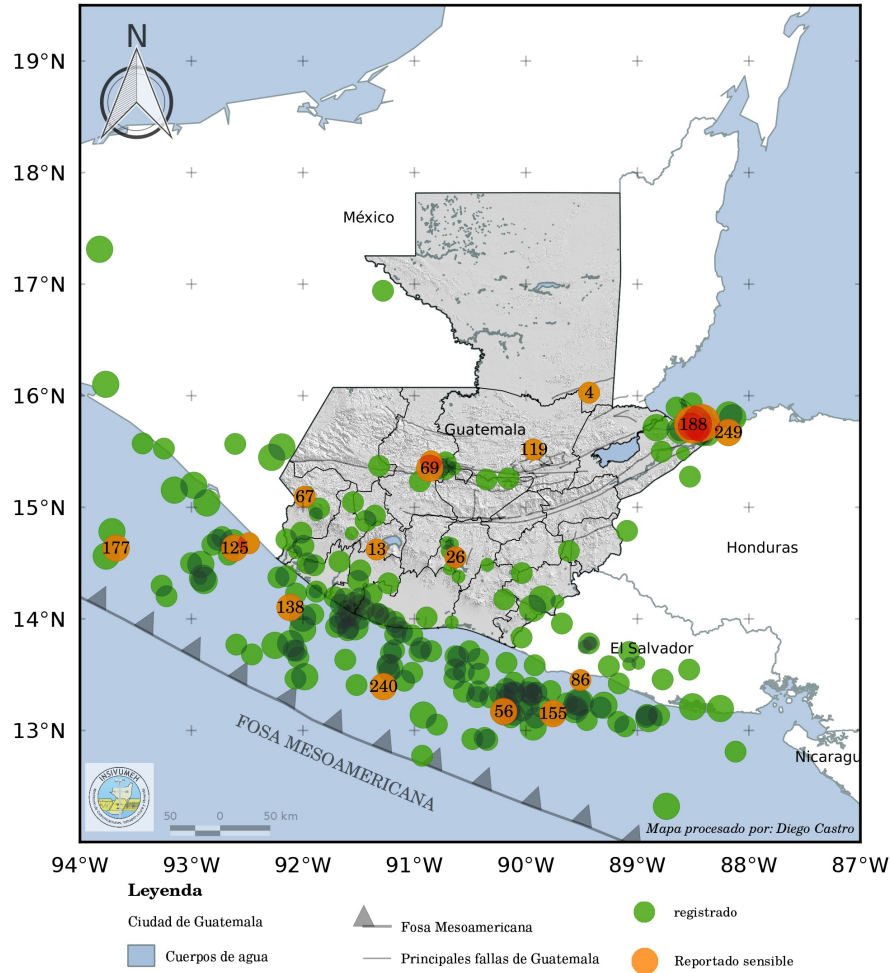 N
19°N
18°N
México
17°N
16°N
4
188
249
Guatemala
119
69
15°N
67
177
125
13
26
Honduras
138
14°N
El Salvador
86
240
56
155
13°N
FOSA MESOAMERICANA
Nicaragu
INSIVUMEH
50 0 50 km
Mapa procesado por: Diego Castro
94°W 93°W 92°W 91°W 90°W 89°W 88°W 87°W
Leyenda
Ciudad de Guatemala
Cuerpos de agua
Fosa Mesoamericana
Principales fallas de Guatemala
registrado
Reportado sensible